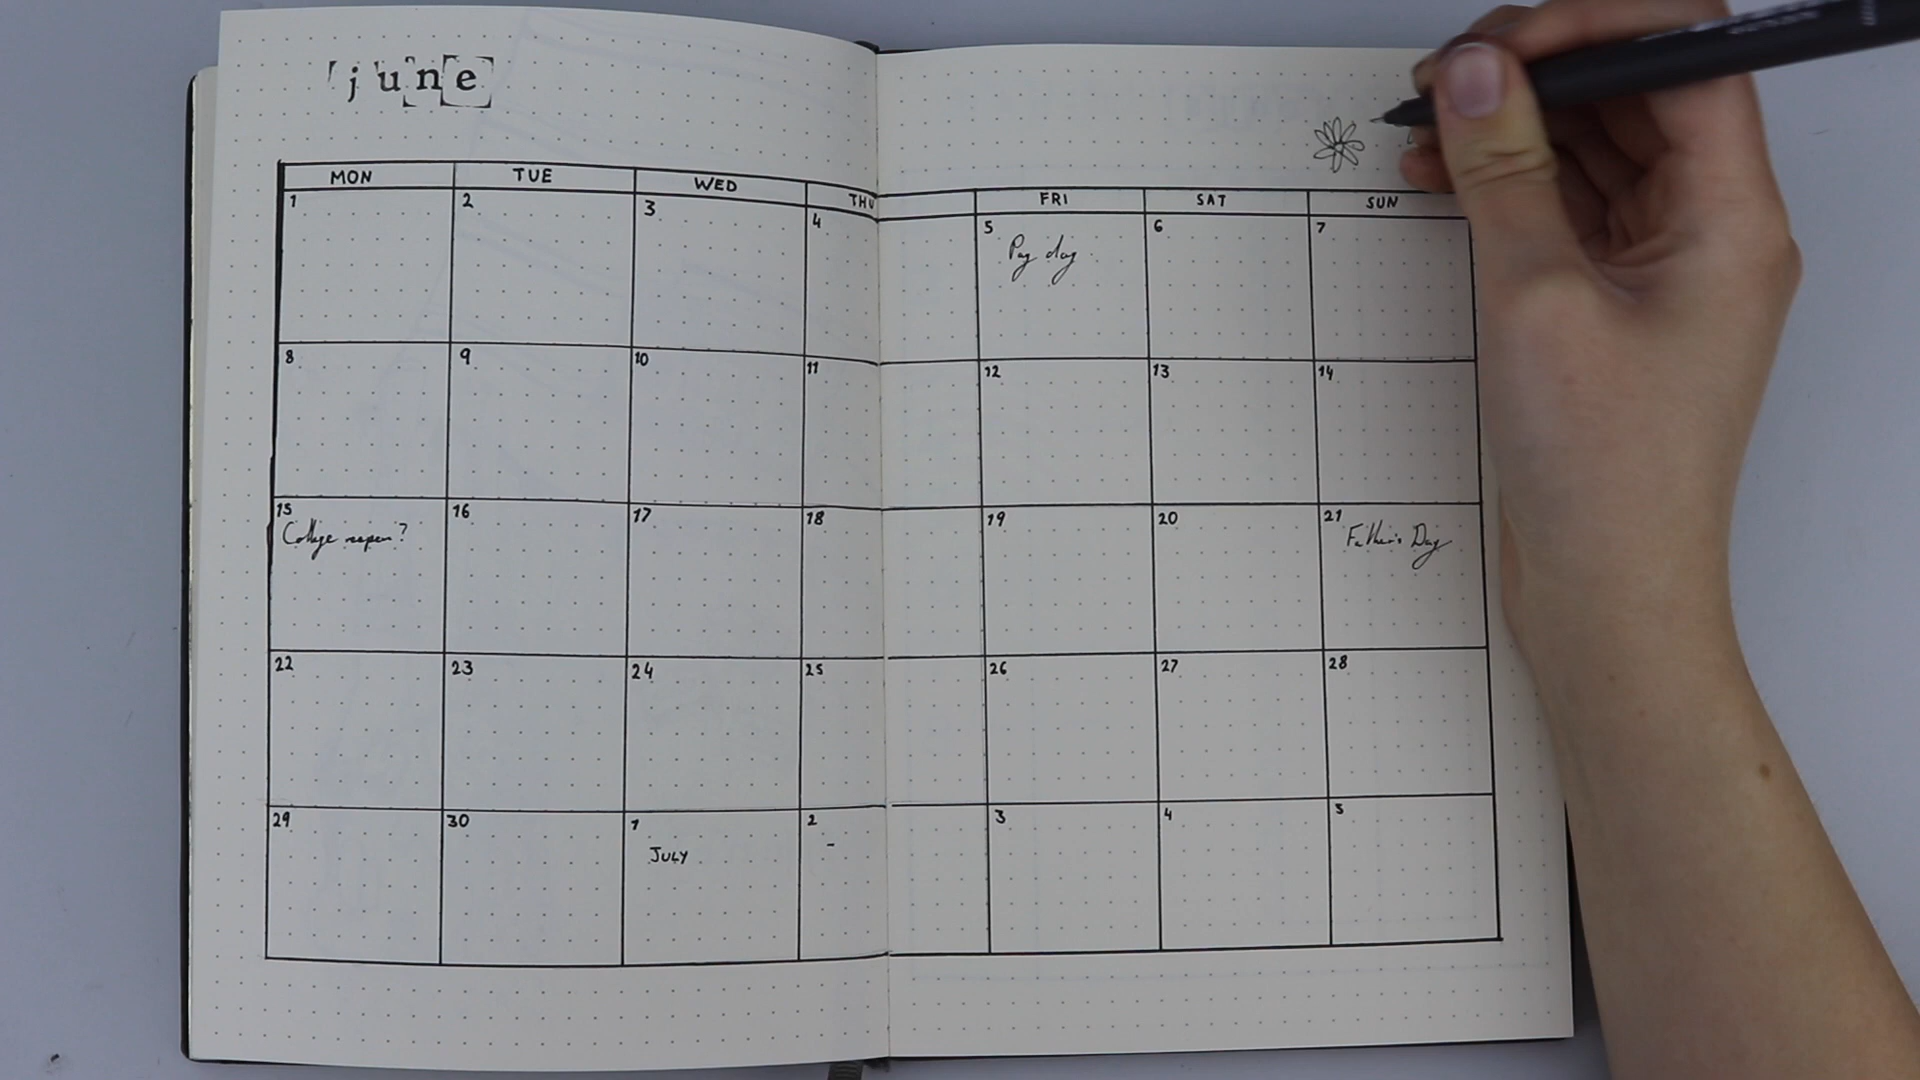 june
MON TUE WED THU FRI SAT SUN
1 2 3 4 5 6 7
Pay day
8 9 10 11 12 13 14
15 16 17 18 19 20 21
College reopen? Father's Day
22 23 24 25 26 27 28
29 30 1 2 3 4 5
JULY